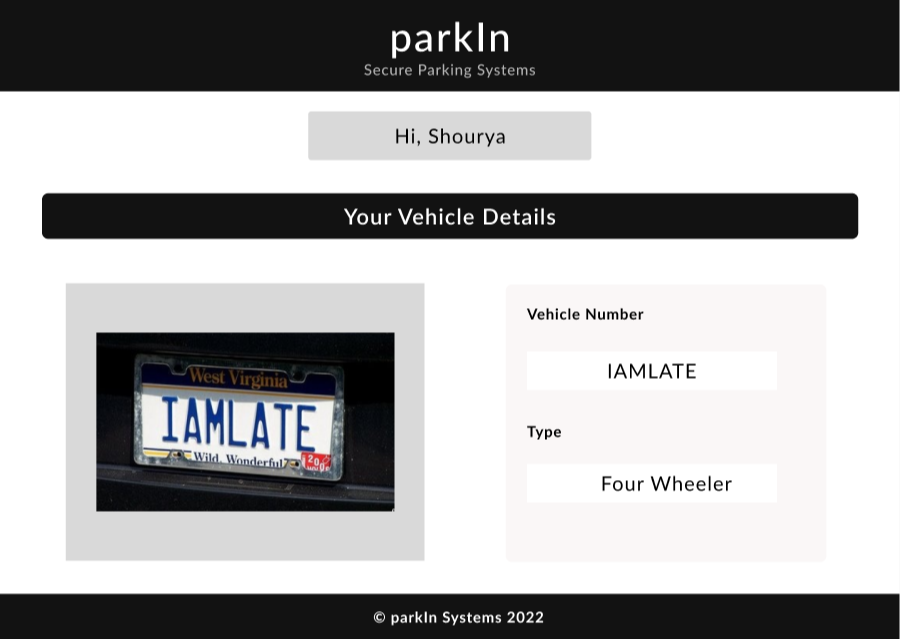 parkIn
Secure Parking Systems
Hi, Shourya
Your Vehicle Details
West Virginia
IAMLATE
Wild, Wonderful
Vehicle Number
IAMLATE
Type
Four Wheeler
© parkIn Systems 2022